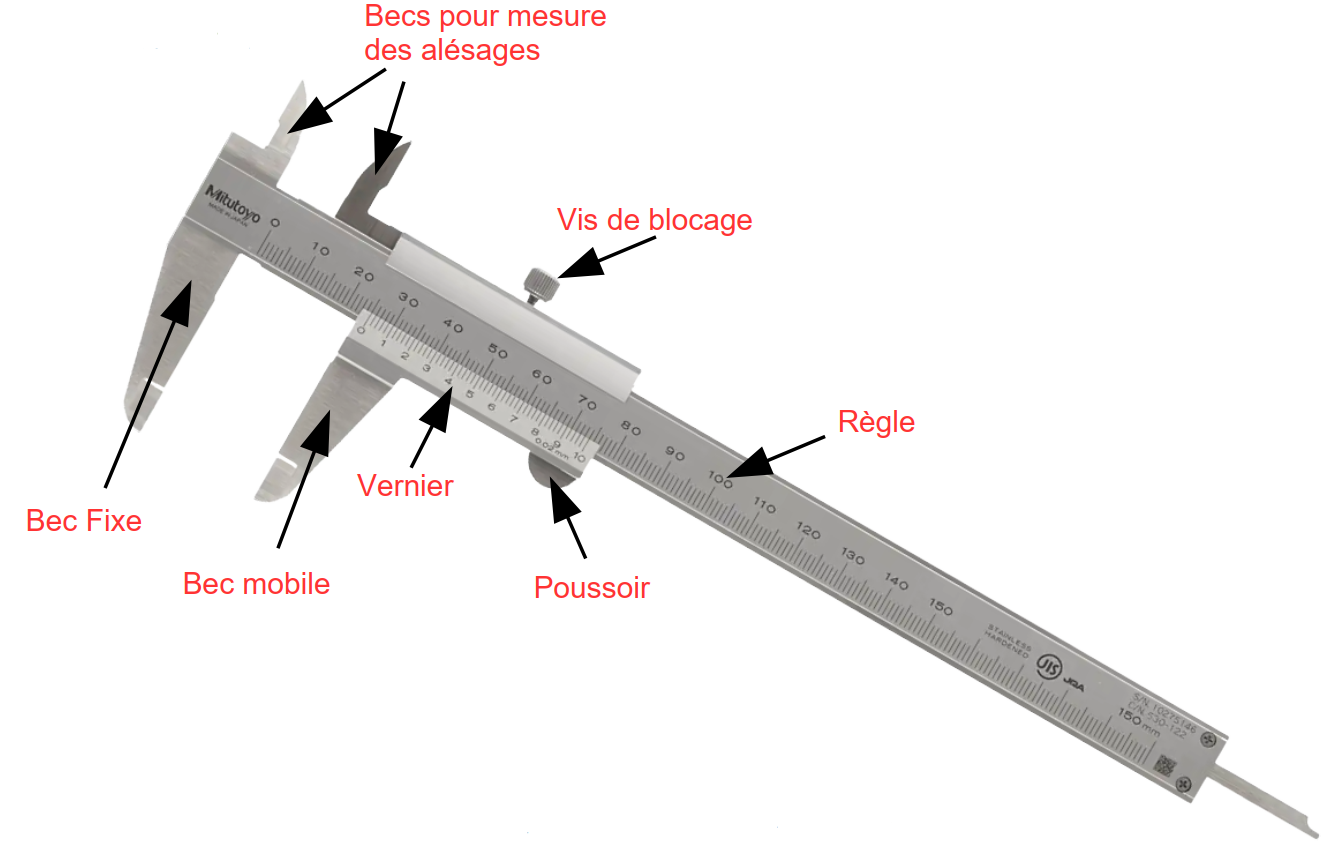 Becs pour mesure
des alésages
Vis de blocage
Mitutoyo
MADE IN JAPAN
0 10 20 30 40 50 60 70 80 90 100 110 120 130 140 150
0 1 2 3 4 5 6 7 8 9 10
0.02 mm
Règle
Vernier
Bec Fixe
Bec mobile
Poussoir
STAINLESS
HARDENED
JIS JQA
S/N. 10275146
C/N. 530-122
150 mm